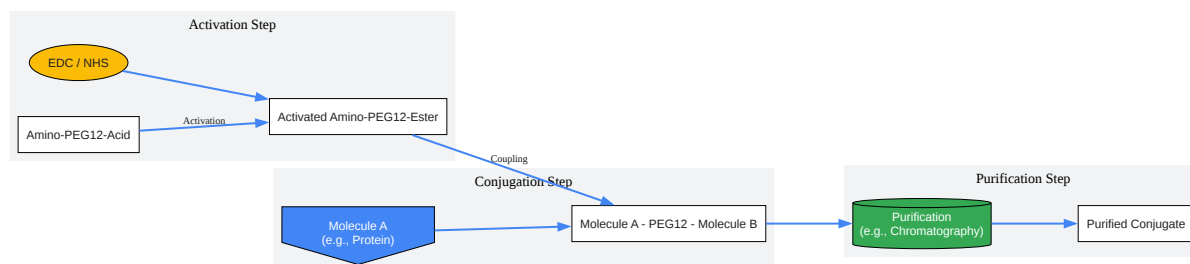 Activation Step
EDC / NHS
Amino-PEG12-Acid
Activation
Activated Amino-PEG12-Ester
Coupling
Conjugation Step
Molecule A
(e.g., Protein)
Molecule A - PEG12 - Molecule B
Purification Step
Purification
(e.g., Chromatography)
Purified Conjugate